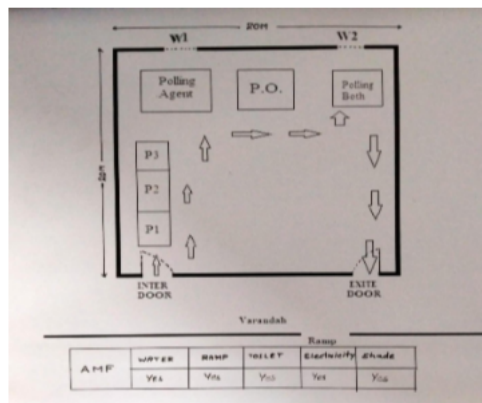 20M
W1 W2
Polling
Agent
P.O.
Polling
Both
P3
P2
P1
INTER
DOOR
EXITE
DOOR
Varandah
Ramp
AMF
WATER RAMP TOILET Electricity Shade
Yes Yes Yes Yes Yes